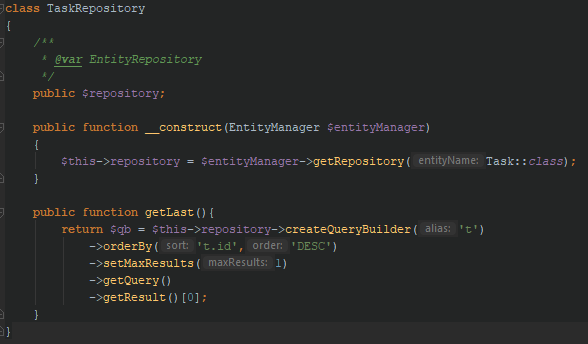 class TaskRepository
{
/**
* @var EntityRepository
*/
public $repository;
public function __construct(EntityManager $entityManager)
{
$this->repository = $entityManager->getRepository( entityName: Task::class);
}
public function getLast(){
return $qb = $this->repository->createQueryBuilder( alias: 't')
->orderBy( sort: 't.id', order: 'DESC')
->setMaxResults( maxResults: 1)
->getQuery()
->getResult()[0];
}
}